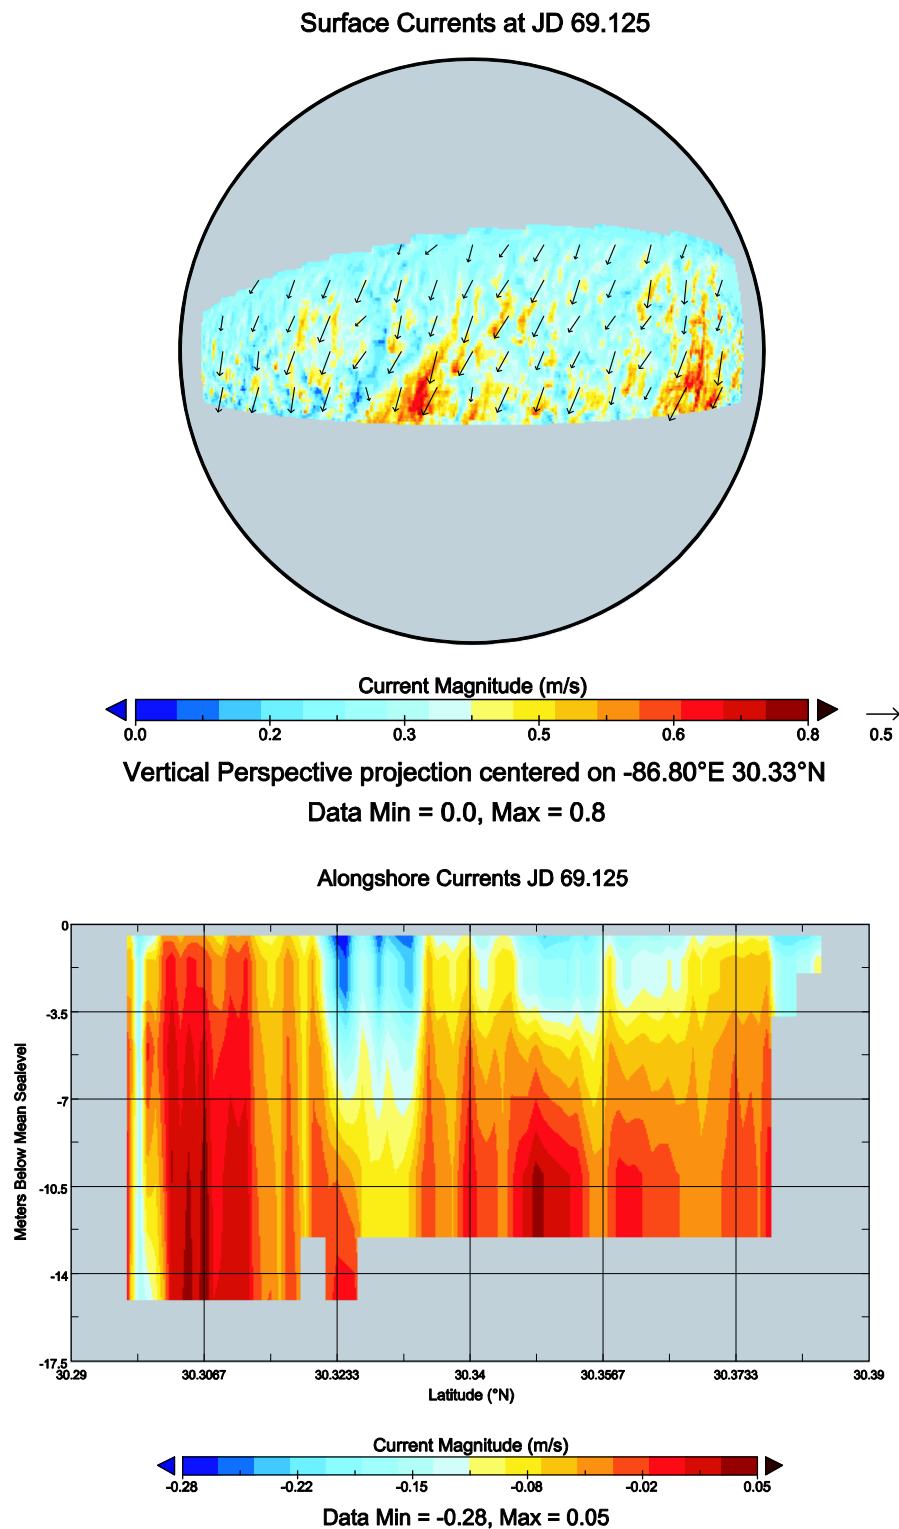 Surface Currents at JD 69.125
Current Magnitude (m/s)
0.0 0.2 0.3 0.5 0.6 0.8 0.5
Vertical Perspective projection centered on -86.80°E 30.33°N
Data Min = 0.0, Max = 0.8
Alongshore Currents JD 69.125
Meters Below Mean Sealevel
0
-3.5
-7
-10.5
-14
-17.5
30.29 30.3067 30.3233 30.34 30.3567 30.3733 30.39
Latitude (°N)
Current Magnitude (m/s)
-0.28 -0.22 -0.15 -0.08 -0.02 0.05
Data Min = -0.28, Max = 0.05